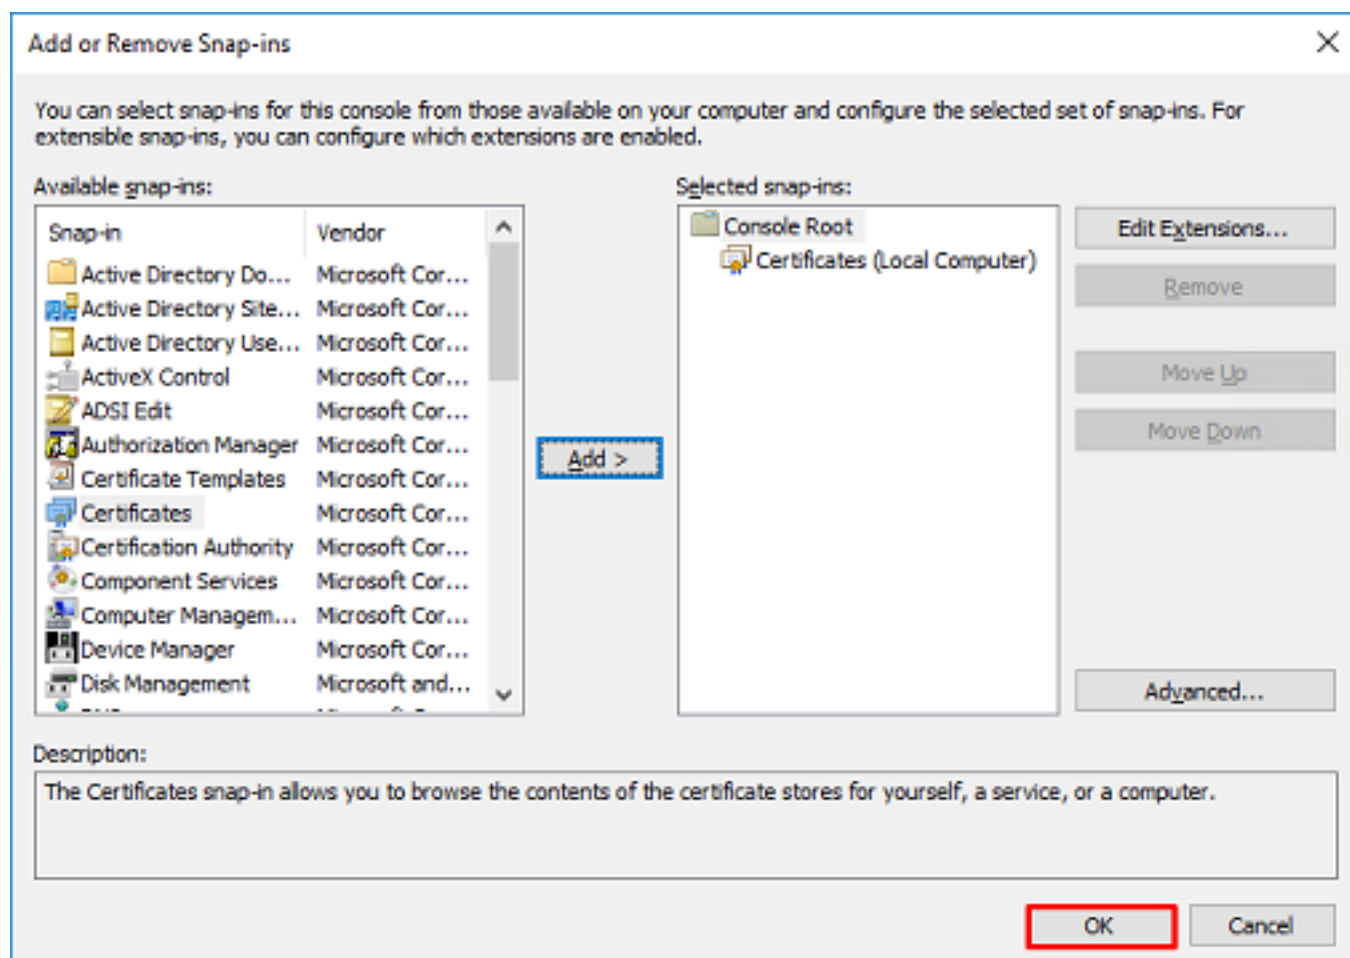 Add or Remove Snap-ins
You can select snap-ins for this console from those available on your computer and configure the selected set of snap-ins. For
extensible snap-ins, you can configure which extensions are enabled.
Available snap-ins:
Snap-in Vendor
Active Directory Do... Microsoft Cor...
Active Directory Site... Microsoft Cor...
Active Directory Use... Microsoft Cor...
ActiveX Control Microsoft Cor...
ADSI Edit Microsoft Cor...
Authorization Manager Microsoft Cor...
Certificate Templates Microsoft Cor...
Certificates Microsoft Cor...
Certification Authority Microsoft Cor...
Component Services Microsoft Cor...
Computer Managem... Microsoft Cor...
Device Manager Microsoft Cor...
Disk Management Microsoft and...
Add >
Selected snap-ins:
Console Root
Certificates (Local Computer)
Edit Extensions...
Remove
Move Up
Move Down
Advanced...
Description:
The Certificates snap-in allows you to browse the contents of the certificate stores for yourself, a service, or a computer.
OK Cancel